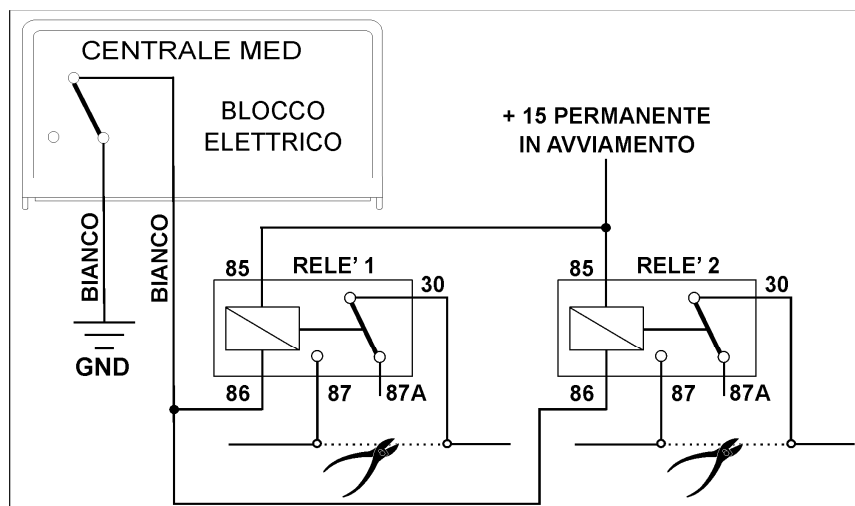 CENTRALE MED
BLOCCO
ELETTRICO
+ 15 PERMANENTE
IN AVVIAMENTO
BIANCO
BIANCO
GND
85
RELE' 1
30
86
87
87A
85
RELE' 2
30
86
87
87A